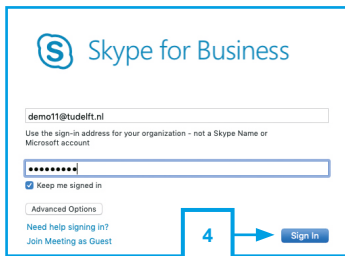 S Skype for Business
demo11@tudelft.nl
Use the sign-in address for your organization - not a Skype Name or
Microsoft account
•••••••••
Keep me signed in
Advanced Options
Need help signing in?
Join Meeting as Guest
4
Sign In